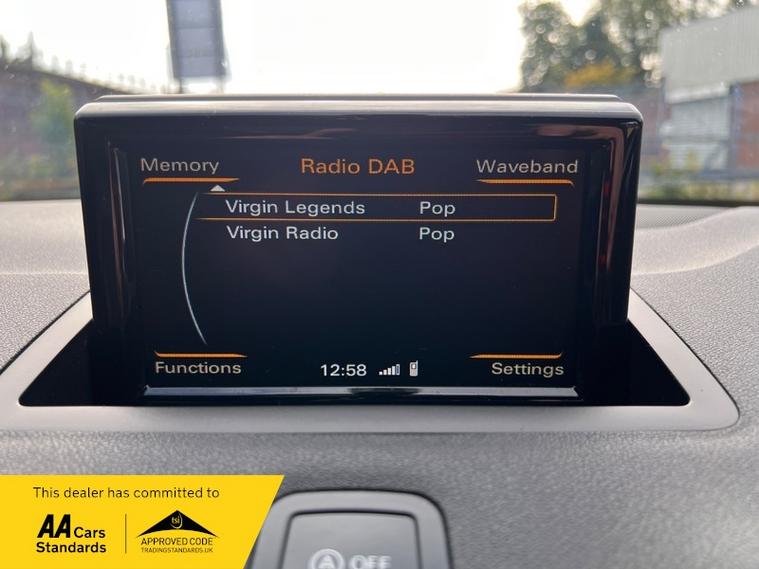 Memory Radio DAB Waveband
Virgin Legends Pop
Virgin Radio Pop
Functions 12:58 Settings
This dealer has committed to
AA Cars
Standards
tsi
APPROVED CODE
TRADINGSTANDARDS.UK
A OFF